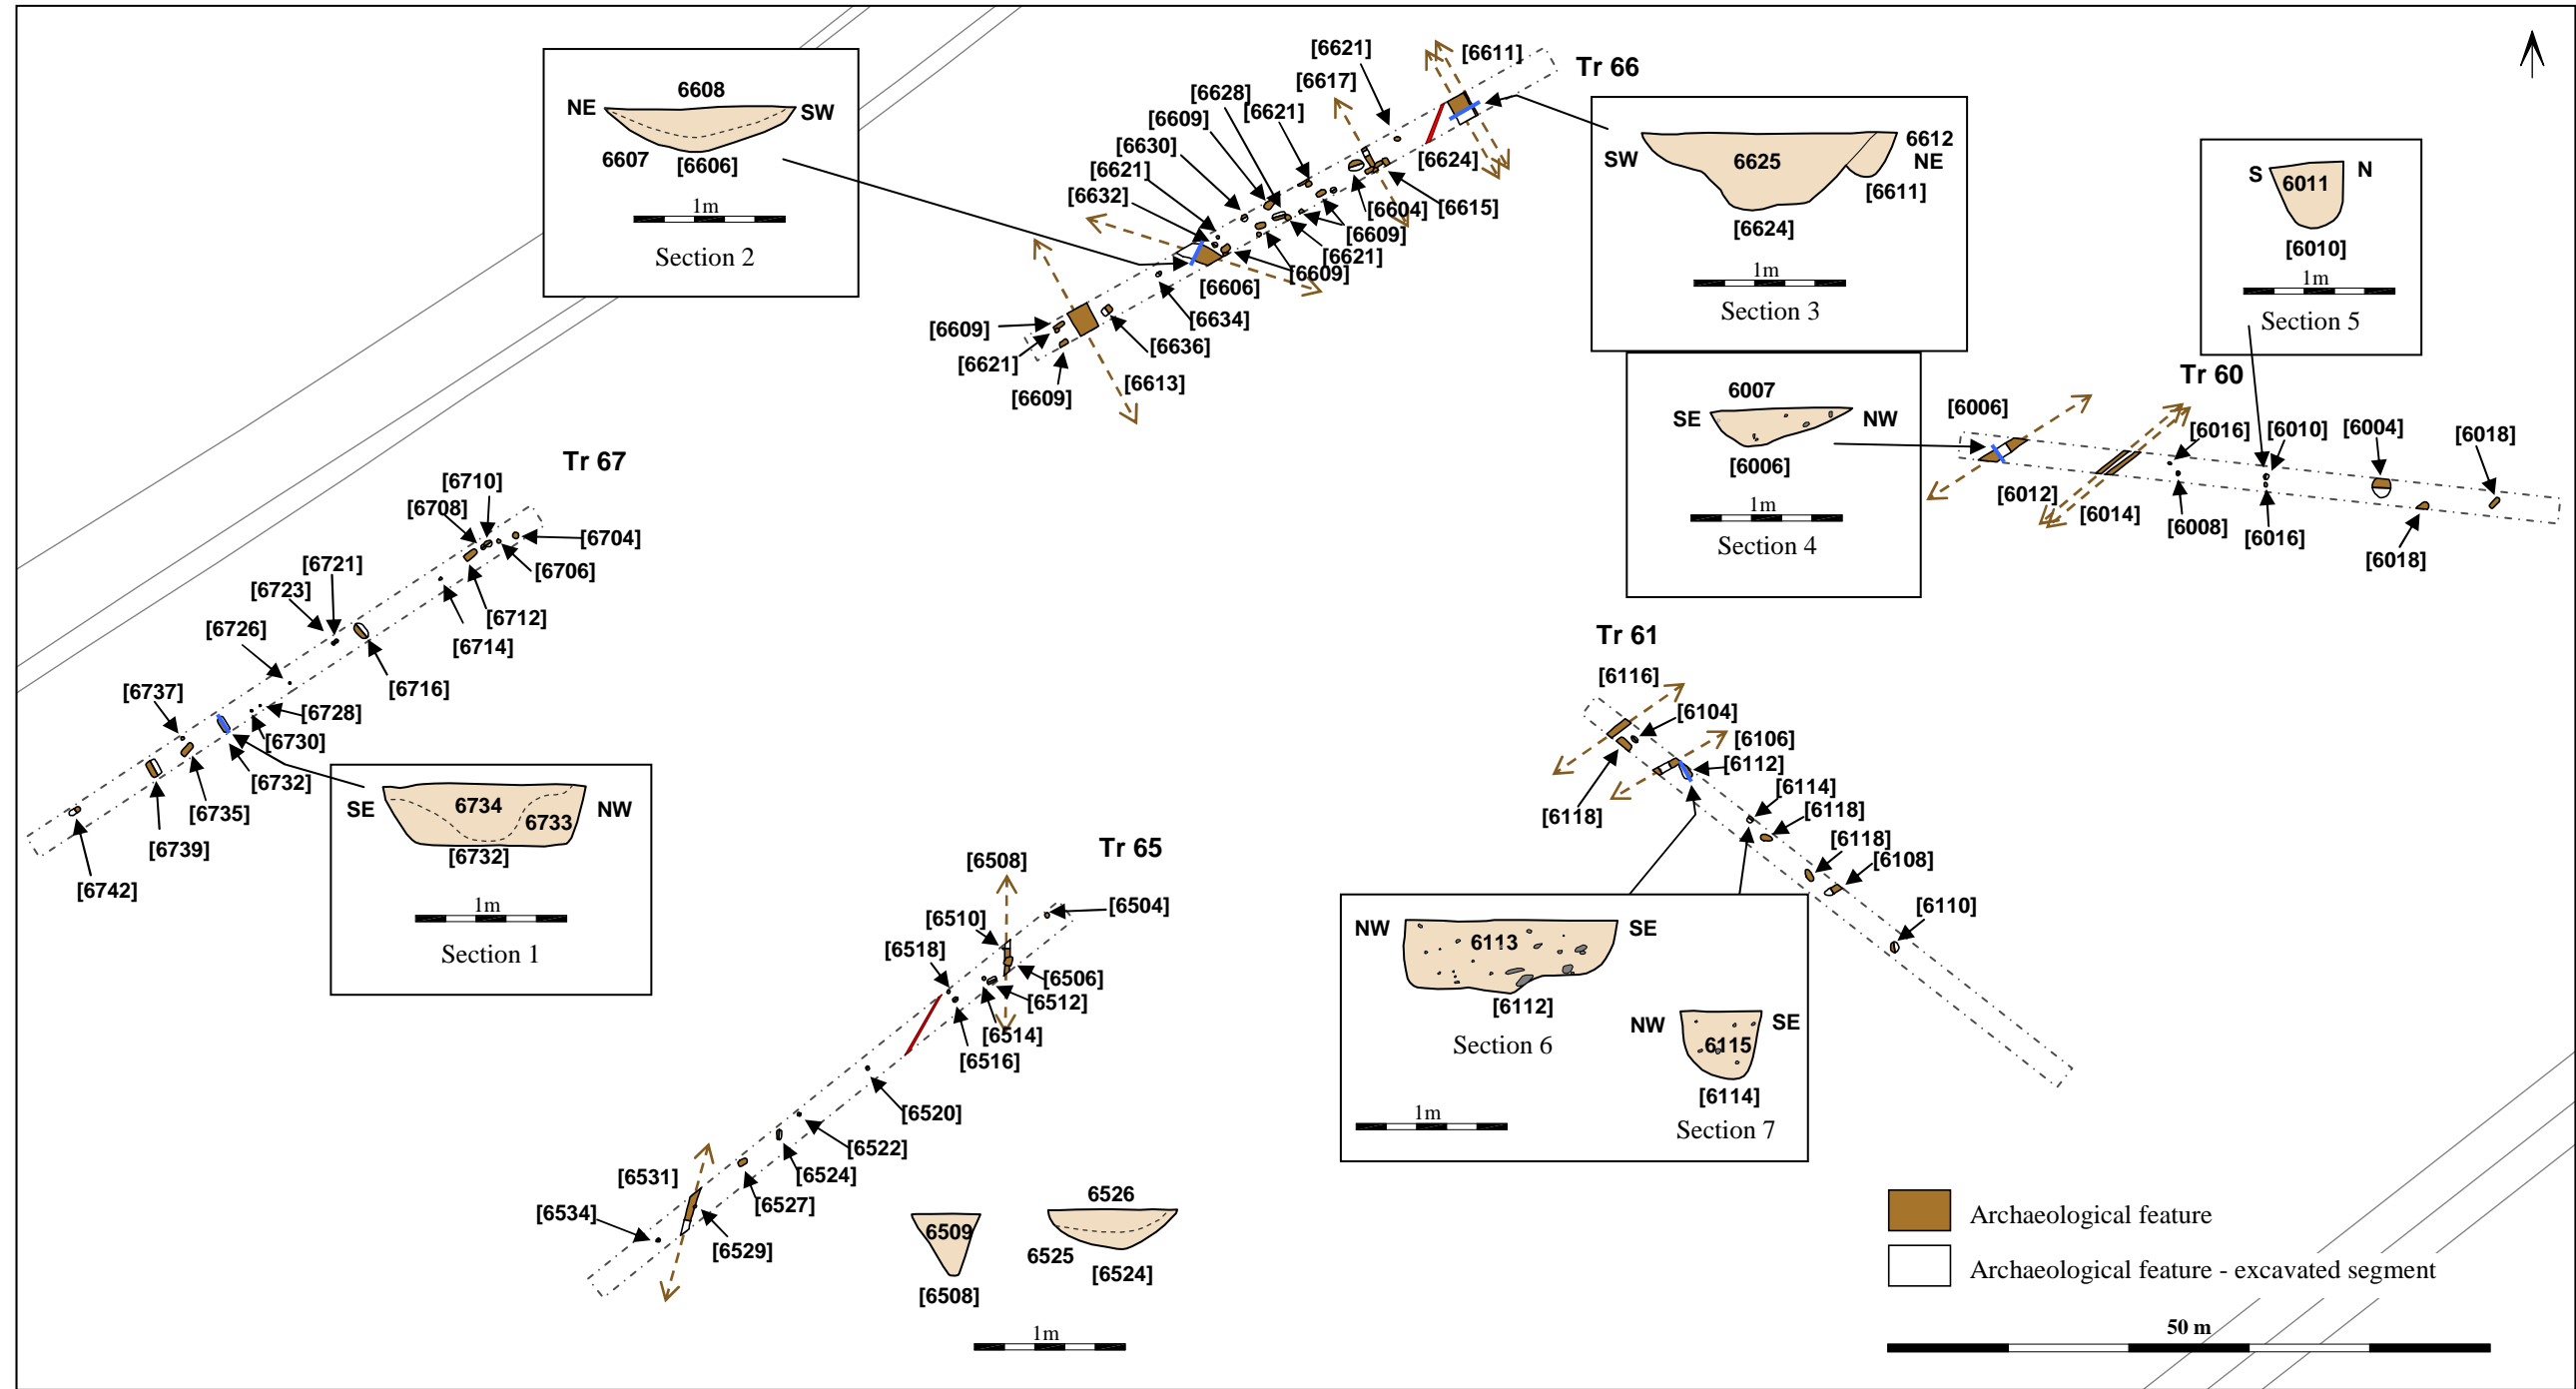 6608
NE
SW
6607
[6606]
1m
Section 2
[6621]
[6611]
Tr 66
[6617]
[6628]
[6621]
[6609]
[6630]
[6621]
[6632]
[6624]
[6604]
[6615]
[6609]
[6621]
[6609]
[6606]
[6634]
[6636]
[6609]
[6621]
[6609]
[6613]
SW
6625
6612
NE
[6611]
[6624]
1m
Section 3
S
6011
N
[6010]
1m
Section 5
6007
SE
NW
[6006]
1m
Section 4
Tr 60
[6006]
[6016]
[6010]
[6004]
[6018]
[6012]
[6014]
[6008]
[6016]
[6018]
Tr 67
[6710]
[6708]
[6704]
[6706]
[6721]
[6723]
[6712]
[6714]
[6726]
[6716]
[6737]
[6728]
[6730]
[6732]
[6735]
[6739]
[6742]
SE
6734
6733
NW
[6732]
1m
Section 1
Tr 61
[6116]
[6104]
[6106]
[6112]
[6114]
[6118]
[6118]
[6118]
[6108]
[6110]
NW
6113
SE
[6112]
Section 6
NW
SE
6115
[6114]
1m
Section 7
Tr 65
[6508]
[6504]
[6510]
[6518]
[6506]
[6512]
[6514]
[6516]
[6520]
[6522]
[6524]
[6531]
[6527]
[6534]
[6529]
6509
[6508]
6526
6525
[6524]
1m
Archaeological feature
Archaeological feature - excavated segment
50 m